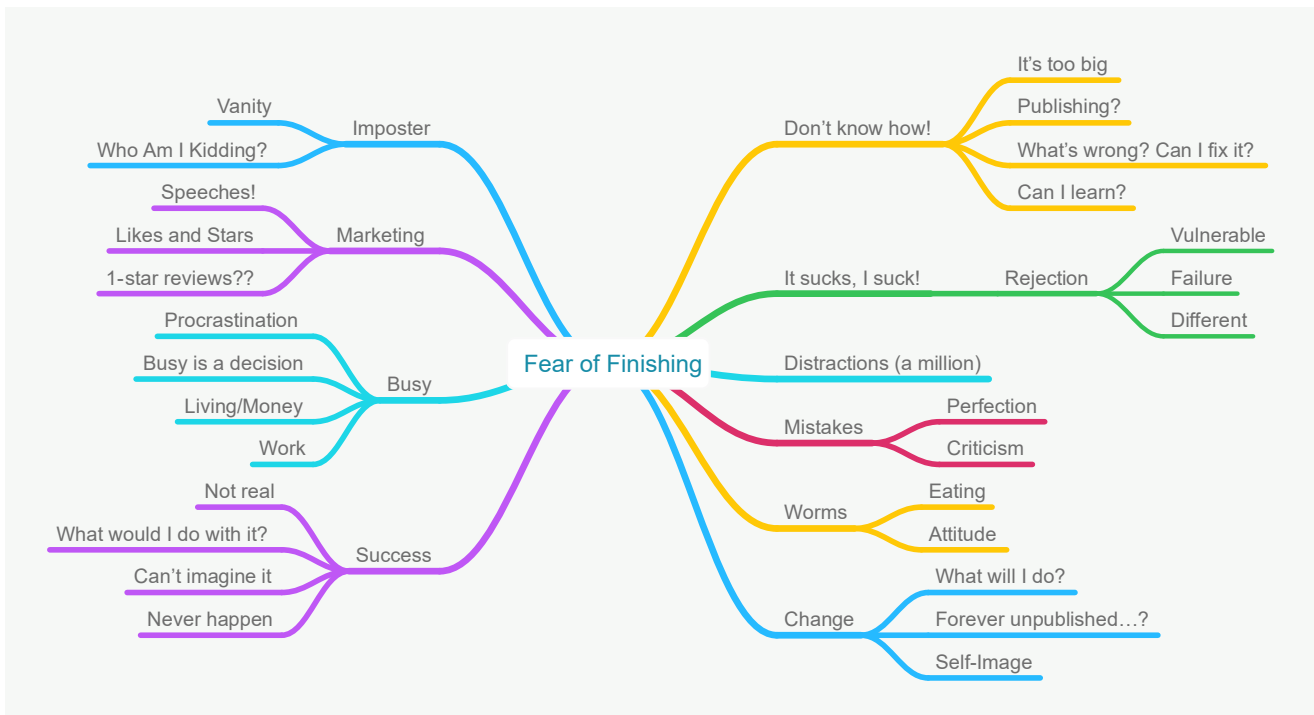 Fear of Finishing
Imposter
Vanity
Who Am I Kidding?
Marketing
Speeches!
Likes and Stars
1-star reviews??
Busy
Procrastination
Busy is a decision
Living/Money
Work
Success
Not real
What would I do with it?
Can't imagine it
Never happen
Don't know how!
It's too big
Publishing?
What's wrong? Can I fix it?
Can I learn?
It sucks, I suck!
Rejection
Vulnerable
Failure
Different
Distractions (a million)
Mistakes
Perfection
Criticism
Worms
Eating
Attitude
Change
What will I do?
Forever unpublished…?
Self-Image